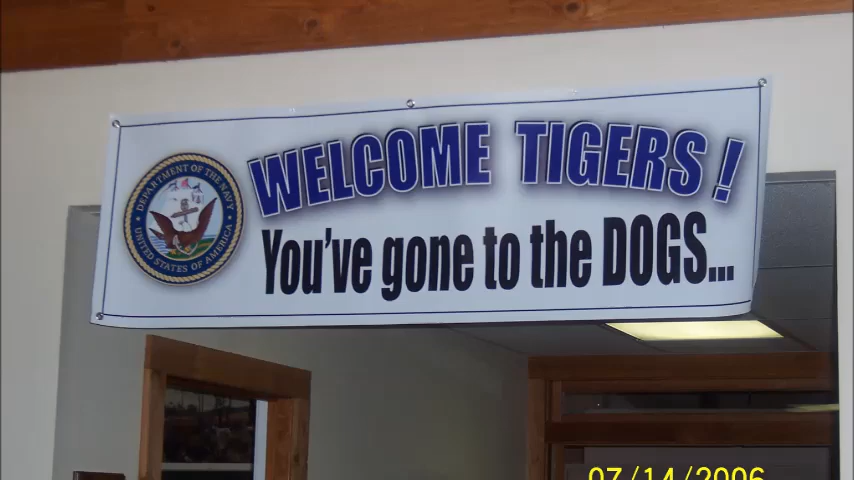 WELCOME TIGERS!
You've gone to the DOGS...
DEPARTMENT OF THE NAVY
UNITED STATES OF AMERICA
07/14/2006